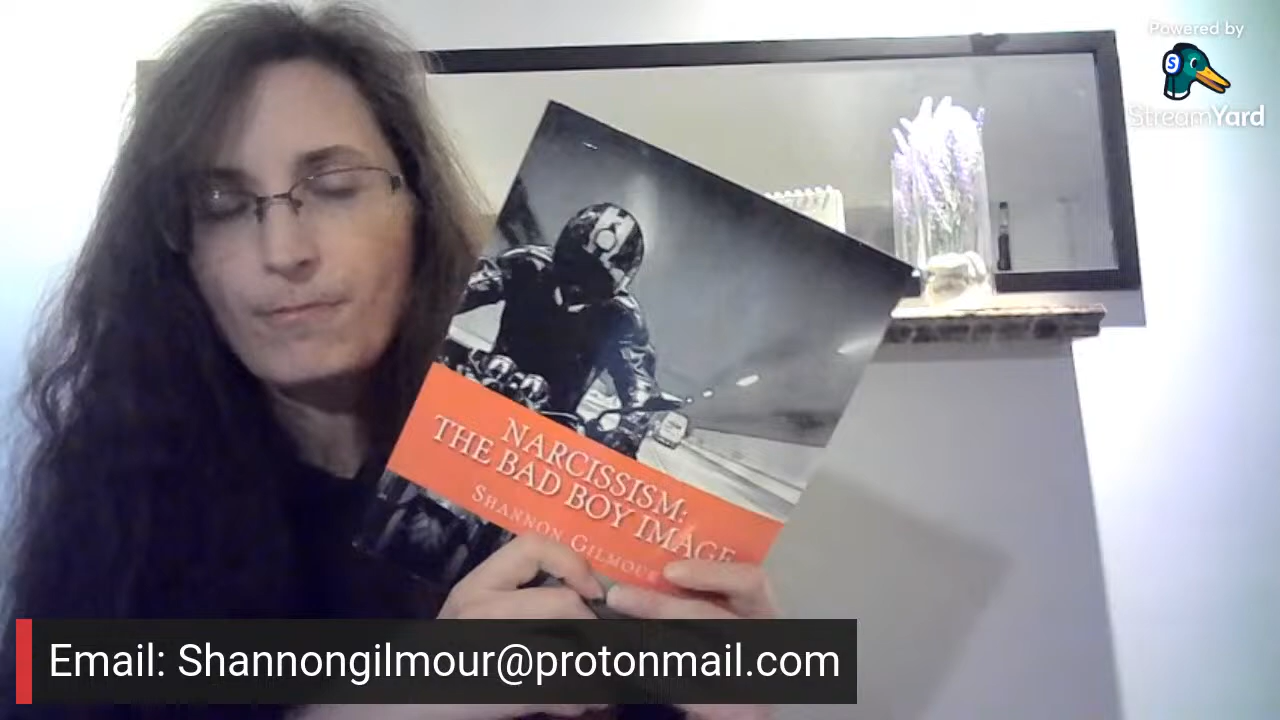 Powered by
S
StreamYard
NARCISSISM:
THE BAD BOY IMAGE
SHANNON GILMOUR
Email: Shannongilmour@protonmail.com